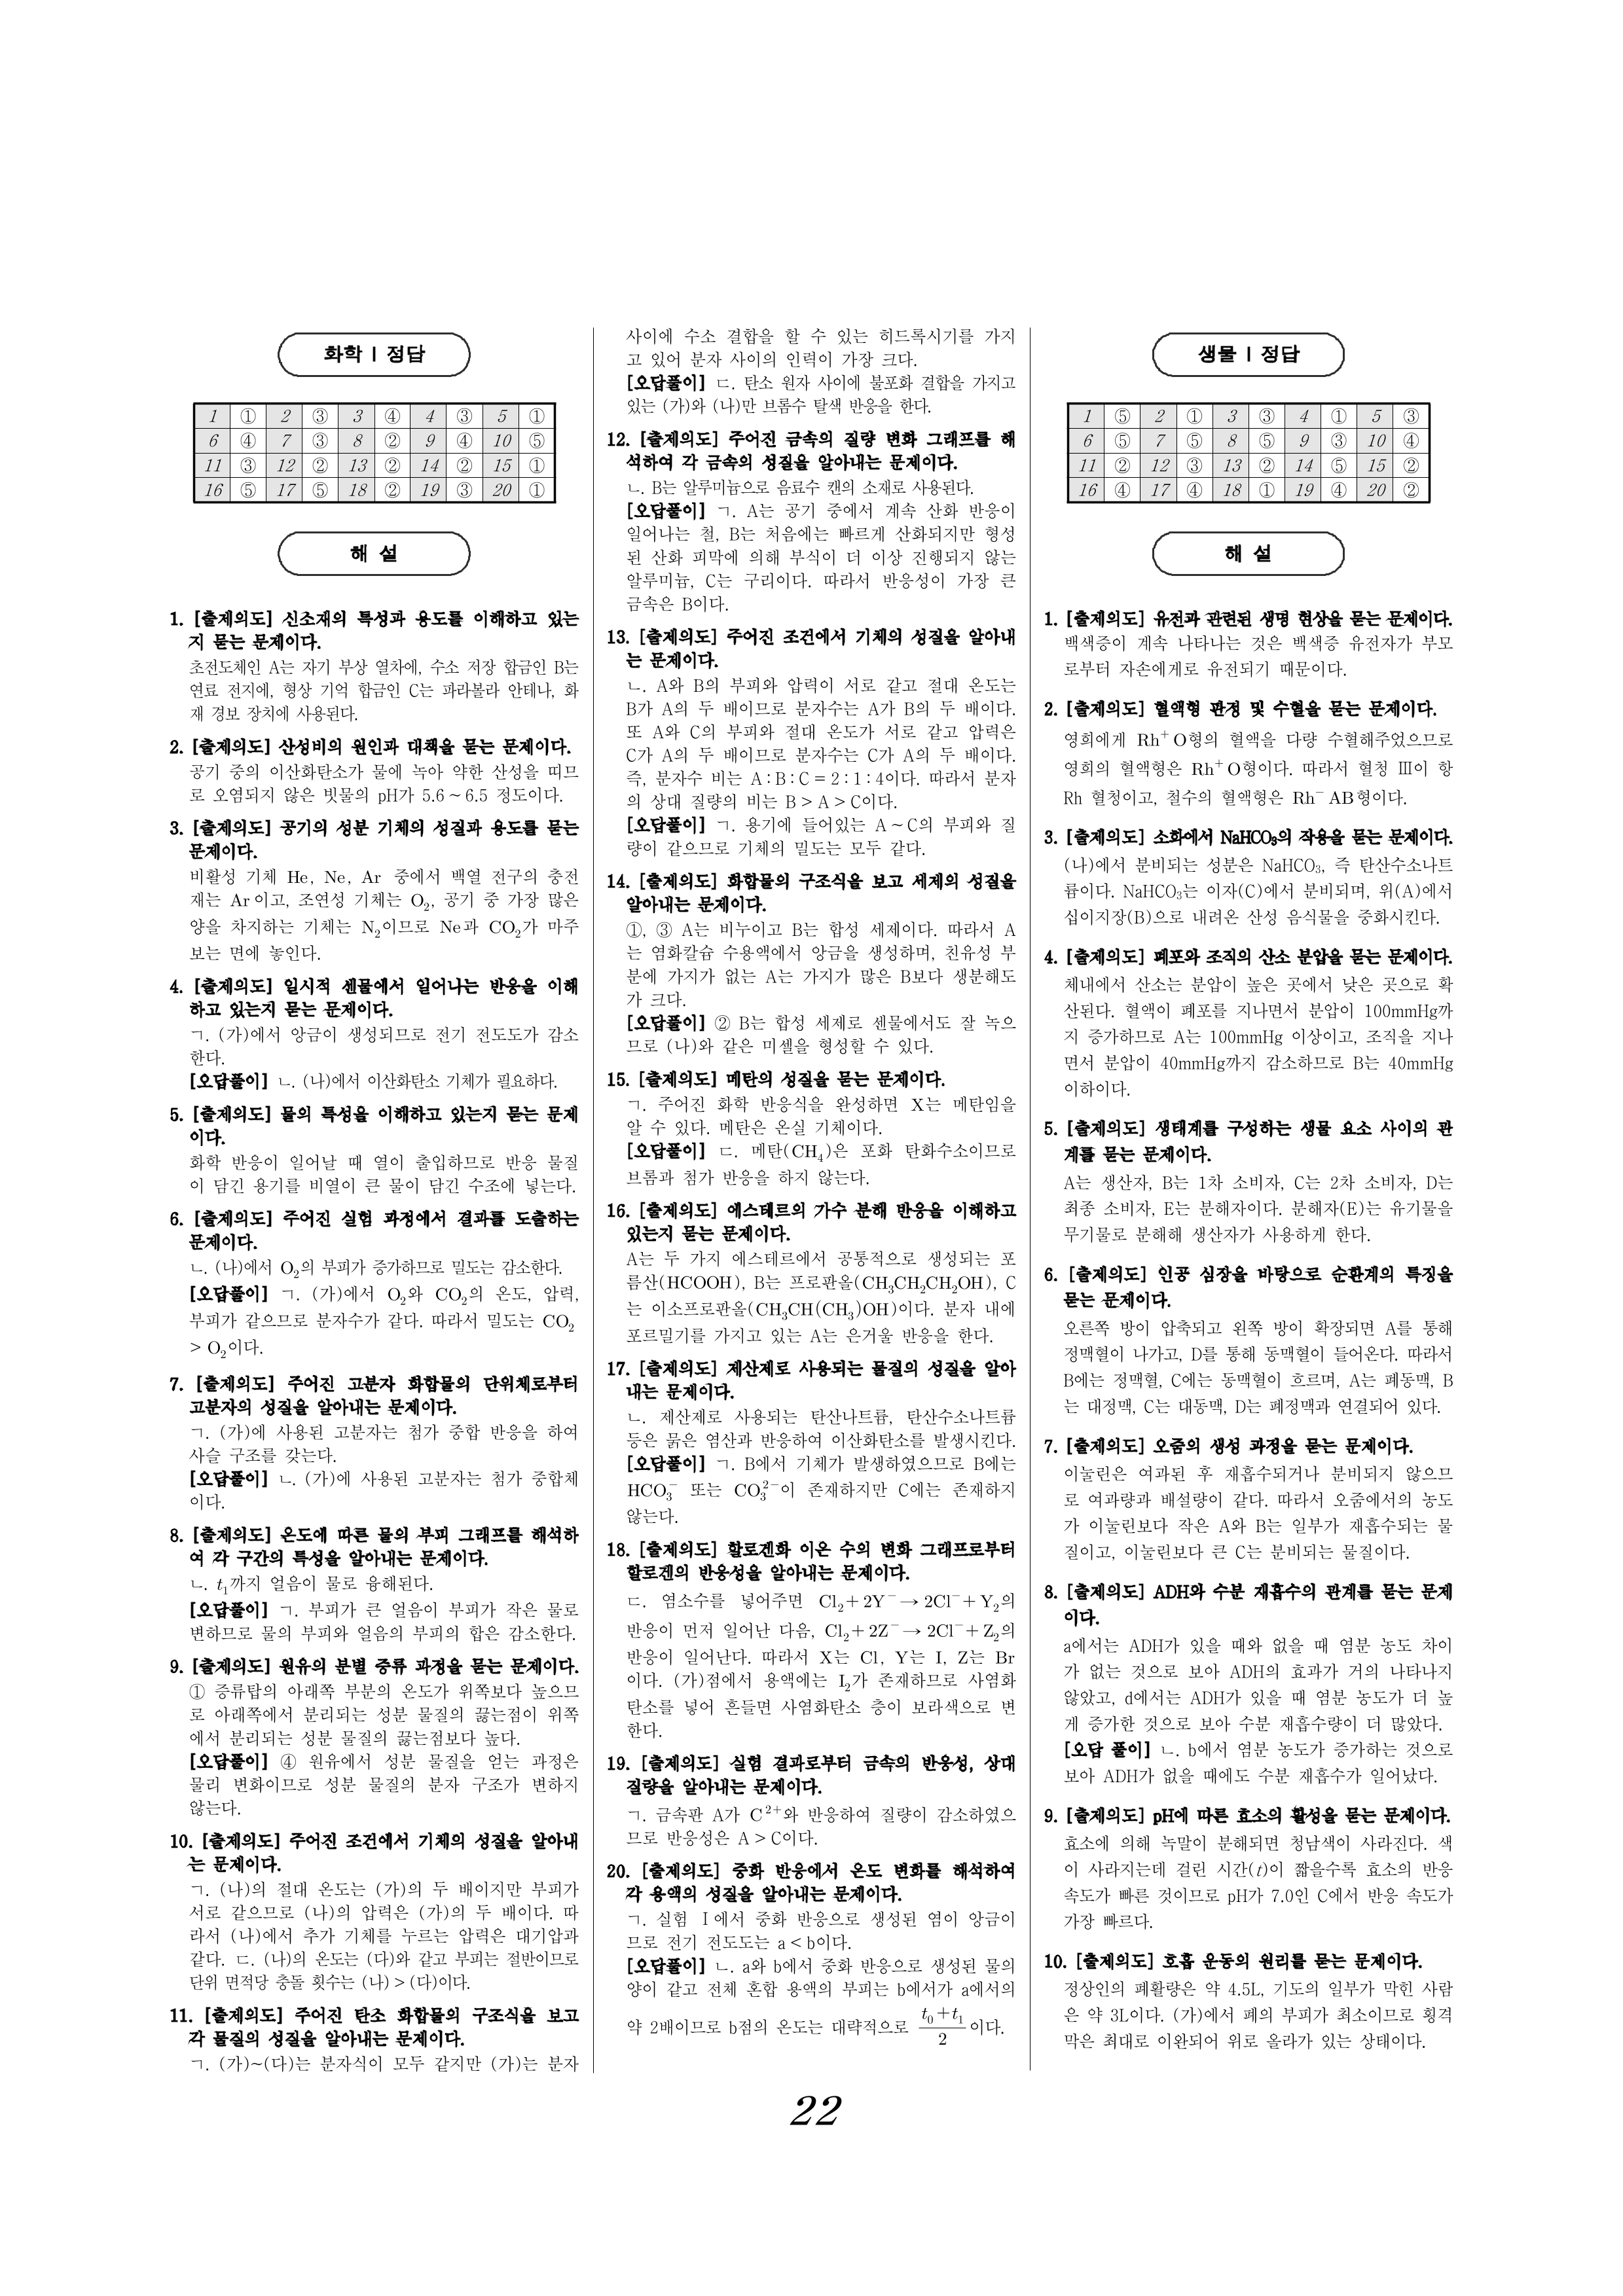 화학 I 정답
1 ① 2 ③ 3 ④ 4 ③ 5 ①
6 ④ 7 ③ 8 ② 9 ④ 10 ⑤
11 ③ 12 ② 13 ② 14 ② 15 ①
16 ⑤ 17 ⑤ 18 ② 19 ③ 20 ①
해 설
1. [출제의도] 신소재의 특성과 용도를 이해하고 있는
지 묻는 문제이다.
초전도체인 A는 자기 부상 열차에, 수소 저장 합금인 B는
연료 전지에, 형상 기억 합금인 C는 파라볼라 안테나, 화
재 경보 장치에 사용된다.
2. [출제의도] 산성비의 원인과 대책을 묻는 문제이다.
공기 중의 이산화탄소가 물에 녹아 약한 산성을 띠므
로 오염되지 않은 빗물의 pH가 5.6 ~ 6.5 정도이다.
3. [출제의도] 공기의 성분 기체의 성질과 용도를 묻는
문제이다.
비활성 기체 He, Ne, Ar 중에서 백열 전구의 충전
재는 Ar이고, 조연성 기체는 O₂, 공기 중 가장 많은
양을 차지하는 기체는 N₂이므로 Ne과 CO₂가 마주
보는 면에 놓인다.
4. [출제의도] 일시적 센물에서 일어나는 반응을 이해
하고 있는지 묻는 문제이다.
ㄱ. (가)에서 앙금이 생성되므로 전기 전도도가 감소
한다.
[오답풀이] ㄴ. (나)에서 이산화탄소 기체가 필요하다.
5. [출제의도] 물의 특성을 이해하고 있는지 묻는 문제
이다.
화학 반응이 일어날 때 열이 출입하므로 반응 물질
이 담긴 용기를 비열이 큰 물이 담긴 수조에 넣는다.
6. [출제의도] 주어진 실험 과정에서 결과를 도출하는
문제이다.
ㄴ. (나)에서 O₂의 부피가 증가하므로 밀도는 감소한다.
[오답풀이] ㄱ. (가)에서 O₂와 CO₂의 온도, 압력,
부피가 같으므로 분자수가 같다. 따라서 밀도는 CO₂
> O₂이다.
7. [출제의도] 주어진 고분자 화합물의 단위체로부터
고분자의 성질을 알아내는 문제이다.
ㄱ. (가)에 사용된 고분자는 첨가 중합 반응을 하여
사슬 구조를 갖는다.
[오답풀이] ㄴ. (가)에 사용된 고분자는 첨가 중합체
이다.
8. [출제의도] 온도에 따른 물의 부피 그래프를 해석하
여 각 구간의 특성을 알아내는 문제이다.
ㄴ. t₁까지 얼음이 물로 융해된다.
[오답풀이] ㄱ. 부피가 큰 얼음이 부피가 작은 물로
변하므로 물의 부피와 얼음의 부피의 합은 감소한다.
9. [출제의도] 원유의 분별 증류 과정을 묻는 문제이다.
① 증류탑의 아래쪽 부분의 온도가 위쪽보다 높으므
로 아래쪽에서 분리되는 성분 물질의 끓는점이 위쪽
에서 분리되는 성분 물질의 끓는점보다 높다.
[오답풀이] ④ 원유에서 성분 물질을 얻는 과정은
물리 변화이므로 성분 물질의 분자 구조가 변하지
않는다.
10. [출제의도] 주어진 조건에서 기체의 성질을 알아내
는 문제이다.
ㄱ. (나)의 절대 온도는 (가)의 두 배이지만 부피가
서로 같으므로 (나)의 압력은 (가)의 두 배이다. 따
라서 (나)에서 추가 기체를 누르는 압력은 대기압과
같다. ㄷ. (나)의 온도는 (다)와 같고 부피는 절반이므로
단위 면적당 충돌 횟수는 (나) > (다)이다.
11. [출제의도] 주어진 탄소 화합물의 구조식을 보고
각 물질의 성질을 알아내는 문제이다.
ㄱ. (가)~(다)는 분자식이 모두 같지만 (가)는 분자
사이에 수소 결합을 할 수 있는 히드록시기를 가지
고 있어 분자 사이의 인력이 가장 크다.
[오답풀이] ㄷ. 탄소 원자 사이에 불포화 결합을 가지고
있는 (가)와 (나)만 브롬수 탈색 반응을 한다.
12. [출제의도] 주어진 금속의 질량 변화 그래프를 해
석하여 각 금속의 성질을 알아내는 문제이다.
ㄴ. B는 알루미늄으로 음료수 캔의 소재로 사용된다.
[오답풀이] ㄱ. A는 공기 중에서 계속 산화 반응이
일어나는 철, B는 처음에는 빠르게 산화되지만 형성
된 산화 피막에 의해 부식이 더 이상 진행되지 않는
알루미늄, C는 구리이다. 따라서 반응성이 가장 큰
금속은 B이다.
13. [출제의도] 주어진 조건에서 기체의 성질을 알아내
는 문제이다.
ㄴ. A와 B의 부피와 압력이 서로 같고 절대 온도는
B가 A의 두 배이므로 분자수는 A가 B의 두 배이다.
또 A와 C의 부피와 절대 온도가 서로 같고 압력은
C가 A의 두 배이므로 분자수는 C가 A의 두 배이다.
즉, 분자수 비는 A : B : C = 2 : 1 : 4이다. 따라서 분자
의 상대 질량의 비는 B > A > C이다.
[오답풀이] ㄱ. 용기에 들어있는 A ~ C의 부피와 질
량이 같으므로 기체의 밀도는 모두 같다.
14. [출제의도] 화합물의 구조식을 보고 세제의 성질을
알아내는 문제이다.
①, ③ A는 비누이고 B는 합성 세제이다. 따라서 A
는 염화칼슘 수용액에서 앙금을 생성하며, 친유성 부
분에 가지가 없는 A는 가지가 많은 B보다 생분해도
가 크다.
[오답풀이] ② B는 합성 세재로 센물에서도 잘 녹으
므로 (나)와 같은 미셀을 형성할 수 있다.
15. [출제의도] 메탄의 성질을 묻는 문제이다.
ㄱ. 주어진 화학 반응식을 완성하면 X는 메탄임을
알 수 있다. 메탄은 온실 기체이다.
[오답풀이] ㄷ. 메탄(CH₄)은 포화 탄화수소이므로
브롬과 첨가 반응을 하지 않는다.
16. [출제의도] 에스테르의 가수 분해 반응을 이해하고
있는지 묻는 문제이다.
A는 두 가지 에스테르에서 공통적으로 생성되는 포
름산(HCOOH), B는 프로판올(CH₃CH₂CH₂OH), C
는 이소프로판올(CH₃CH(CH₃)OH)이다. 분자 내에
포르밀기를 가지고 있는 A는 은거울 반응을 한다.
17. [출제의도] 제산제로 사용되는 물질의 성질을 알아
내는 문제이다.
ㄴ. 제산제로 사용되는 탄산나트륨, 탄산수소나트륨
등은 묽은 염산과 반응하여 이산화탄소를 발생시킨다.
[오답풀이] ㄱ. B에서 기체가 발생하였으므로 B에는
HCO₃⁻ 또는 CO₃²⁻이 존재하지만 C에는 존재하지
않는다.
18. [출제의도] 할로겐화 이온 수의 변화 그래프로부터
할로겐의 반응성을 알아내는 문제이다.
ㄷ. 염소수를 넣어주면 Cl₂ + 2Y⁻ → 2Cl⁻ + Y₂의
반응이 먼저 일어난 다음, Cl₂ + 2Z⁻ → 2Cl⁻ + Z₂의
반응이 일어난다. 따라서 X는 Cl, Y는 I, Z는 Br
이다. (가)점에서 용액에는 I₂가 존재하므로 사염화
탄소를 넣어 흔들면 사염화탄소 층이 보라색으로 변
한다.
19. [출제의도] 실험 결과로부터 금속의 반응성, 상대
질량을 알아내는 문제이다.
ㄱ. 금속판 A가 C²⁺와 반응하여 질량이 감소하였으
므로 반응성은 A > C이다.
20. [출제의도] 중화 반응에서 온도 변화를 해석하여
각 용액의 성질을 알아내는 문제이다.
ㄱ. 실험 Ⅰ에서 중화 반응으로 생성된 염이 앙금이
므로 전기 전도도는 a < b이다.
[오답풀이] ㄴ. a와 b에서 중화 반응으로 생성된 물의
양이 같고 전체 혼합 용액의 부피는 b에서가 a에서의
약 2배이므로 b점의 온도는 대략적으로 (t₀ + t₁)/2 이다.
생물 I 정답
1 ⑤ 2 ① 3 ③ 4 ① 5 ③
6 ⑤ 7 ⑤ 8 ⑤ 9 ③ 10 ④
11 ② 12 ③ 13 ② 14 ⑤ 15 ②
16 ④ 17 ④ 18 ① 19 ④ 20 ②
해 설
1. [출제의도] 유전과 관련된 생명 현상을 묻는 문제이다.
백색증이 계속 나타나는 것은 백색증 유전자가 부모
로부터 자손에게로 유전되기 때문이다.
2. [출제의도] 혈액형 판정 및 수혈을 묻는 문제이다.
영희에게 Rh⁺O형의 혈액을 다량 수혈해주었으므로
영희의 혈액형은 Rh⁺O형이다. 따라서 혈청 Ⅲ이 항
Rh 혈청이고, 철수의 혈액형은 Rh⁻AB형이다.
3. [출제의도] 소화에서 NaHCO₃의 작용을 묻는 문제이다.
(나)에서 분비되는 성분은 NaHCO₃, 즉 탄산수소나트
륨이다. NaHCO₃는 이자(C)에서 분비되며, 위(A)에서
십이지장(B)으로 내려온 산성 음식물을 중화시킨다.
4. [출제의도] 폐포와 조직의 산소 분압을 묻는 문제이다.
체내에서 산소는 분압이 높은 곳에서 낮은 곳으로 확
산된다. 혈액이 폐포를 지나면서 분압이 100mmHg까
지 증가하므로 A는 100mmHg 이상이고, 조직을 지나
면서 분압이 40mmHg까지 감소하므로 B는 40mmHg
이하이다.
5. [출제의도] 생태계를 구성하는 생물 요소 사이의 관
계를 묻는 문제이다.
A는 생산자, B는 1차 소비자, C는 2차 소비자, D는
최종 소비자, E는 분해자이다. 분해자(E)는 유기물을
무기물로 분해해 생산자가 사용하게 한다.
6. [출제의도] 인공 심장을 바탕으로 순환계의 특징을
묻는 문제이다.
오른쪽 방이 압축되고 왼쪽 방이 확장되면 A를 통해
정맥혈이 나가고, D를 통해 동맥혈이 들어온다. 따라서
B에는 정맥혈, C에는 동맥혈이 흐르며, A는 폐동맥, B
는 대정맥, C는 대동맥, D는 폐정맥과 연결되어 있다.
7. [출제의도] 오줌의 생성 과정을 묻는 문제이다.
이눌린은 여과된 후 재흡수되거나 분비되지 않으므
로 여과량과 배설량이 같다. 따라서 오줌에서의 농도
가 이눌린보다 작은 A와 B는 일부가 재흡수되는 물
질이고, 이눌린보다 큰 C는 분비되는 물질이다.
8. [출제의도] ADH와 수분 재흡수의 관계를 묻는 문제
이다.
a에서는 ADH가 있을 때와 없을 때 염분 농도 차이
가 없는 것으로 보아 ADH의 효과가 거의 나타나지
않았고, d에서는 ADH가 있을 때 염분 농도가 더 높
게 증가한 것으로 보아 수분 재흡수량이 더 많았다.
[오답 풀이] ㄴ. b에서 염분 농도가 증가하는 것으로
보아 ADH가 없을 때에도 수분 재흡수가 일어났다.
9. [출제의도] pH에 따른 효소의 활성을 묻는 문제이다.
효소에 의해 녹말이 분해되면 청남색이 사라진다. 색
이 사라지는데 걸린 시간(t)이 짧을수록 효소의 반응
속도가 빠른 것이므로 pH가 7.0인 C에서 반응 속도가
가장 빠르다.
10. [출제의도] 호흡 운동의 원리를 묻는 문제이다.
정상인의 폐활량은 약 4.5L, 기도의 일부가 막힌 사람
은 약 3L이다. (가)에서 폐의 부피가 최소이므로 횡격
막은 최대로 이완되어 위로 올라가 있는 상태이다.
22